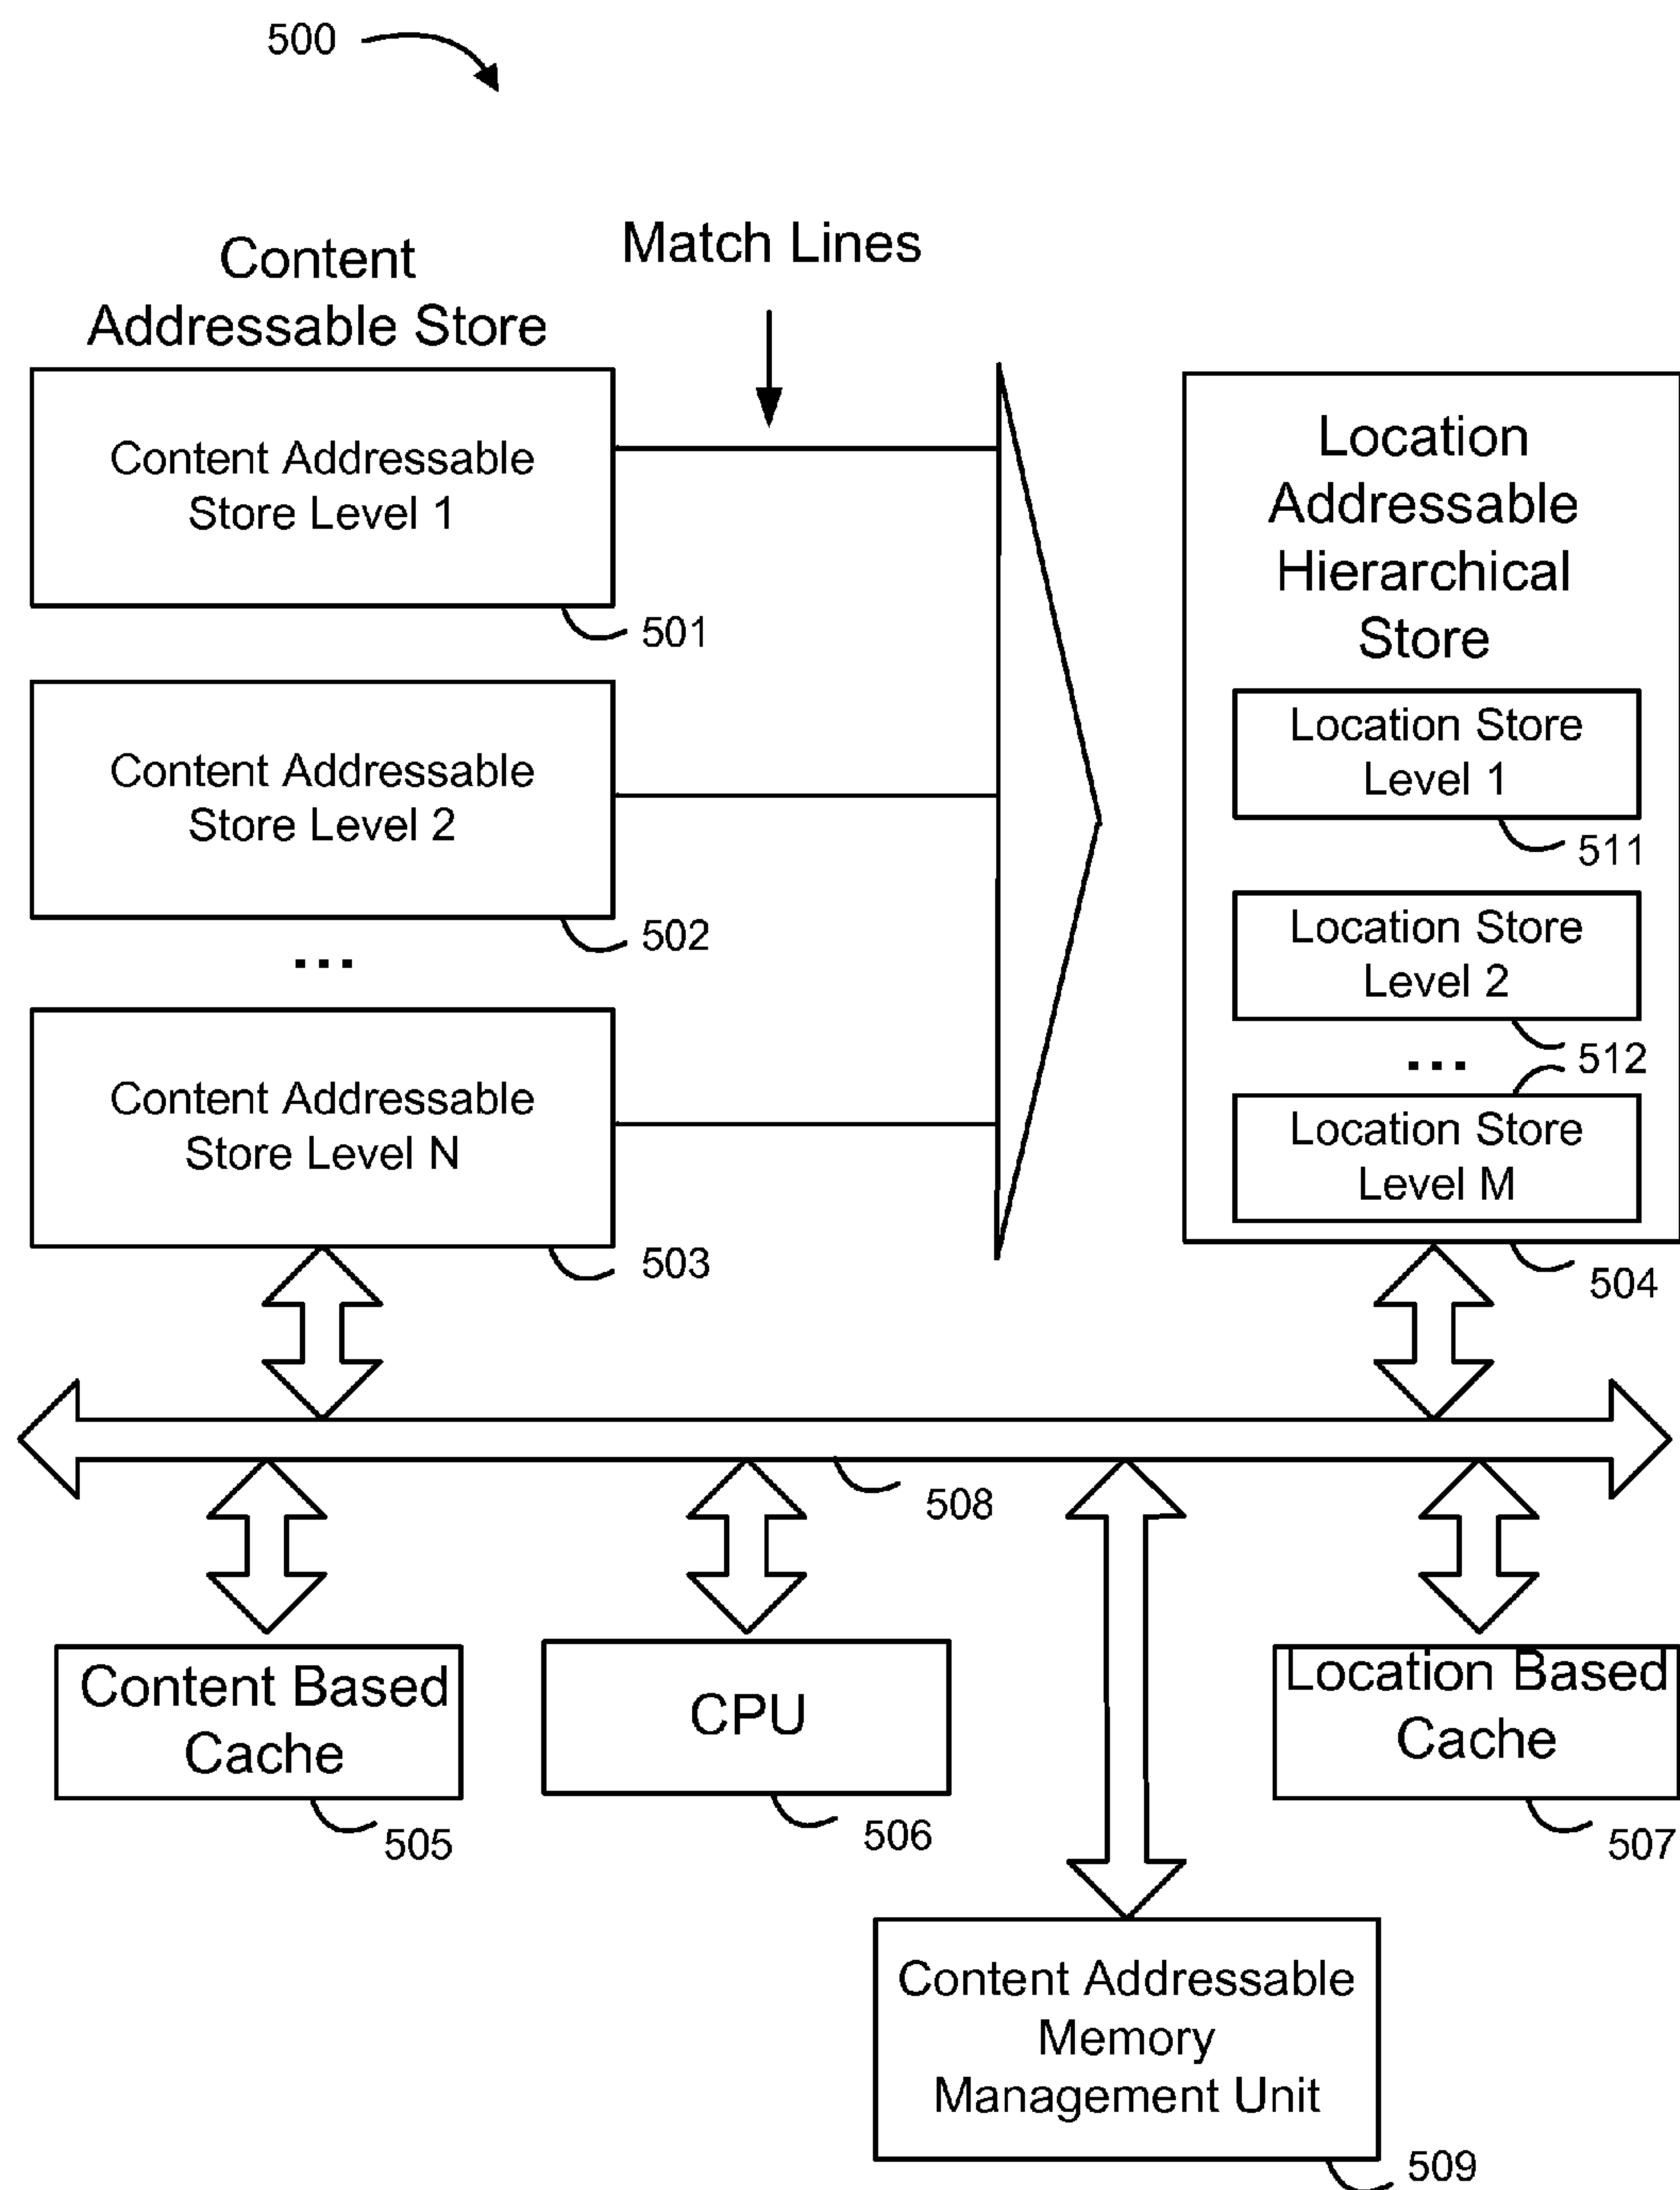 500
Content
Addressable Store
Match Lines
Content Addressable
Store Level 1
501
Content Addressable
Store Level 2
502
...
Content Addressable
Store Level N
503
Location
Addressable
Hierarchical
Store
Location Store
Level 1
511
Location Store
Level 2
512
...
Location Store
Level M
504
508
Content Based
Cache
505
CPU
506
Location Based
Cache
507
Content Addressable
Memory
Management Unit
509